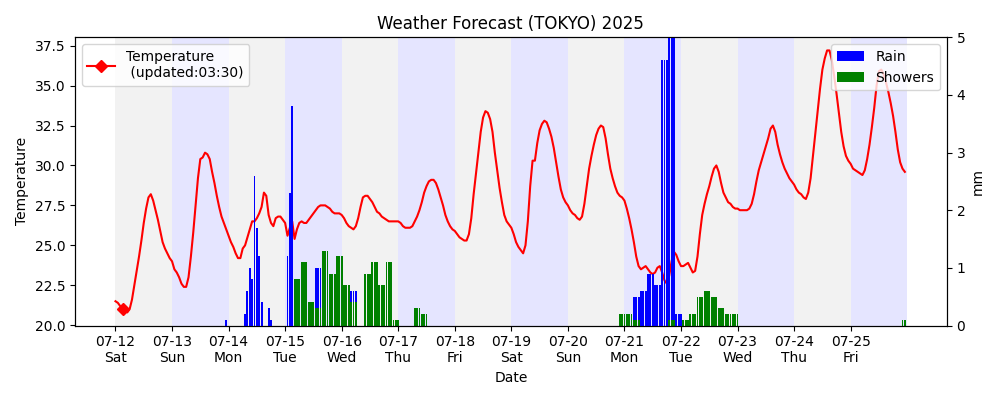 Weather Forecast (TOKYO) 2025
Temperature
(updated:03:30)
Rain
Showers
37.5
35.0
32.5
30.0
27.5
25.0
22.5
20.0
Temperature
5
4
3
2
1
0
mm
07-12 07-13 07-14 07-15 07-16 07-17 07-18 07-19 07-20 07-21 07-22 07-23 07-24 07-25
Sat Sun Mon Tue Wed Thu Fri Sat Sun Mon Tue Wed Thu Fri
Date